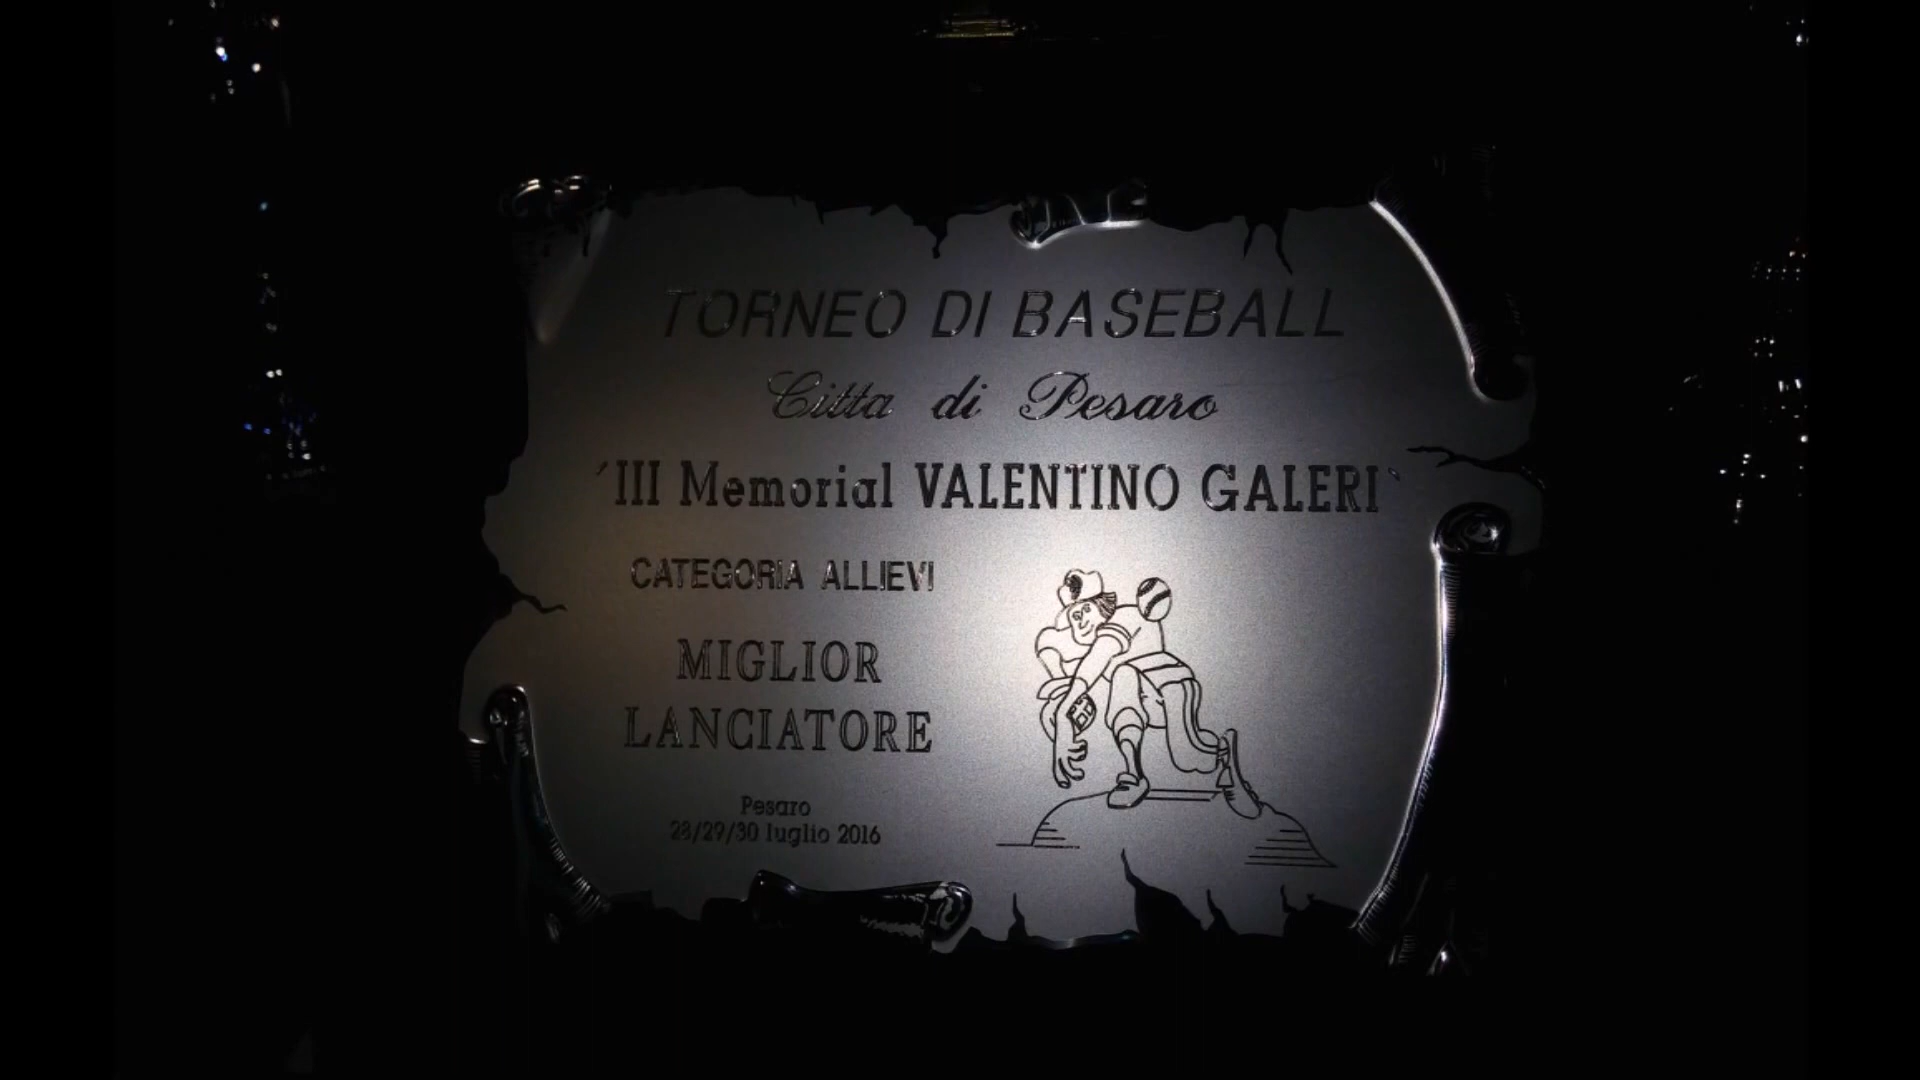 TORNEO DI BASEBALL
Citta di Pesaro
´III Memorial VALENTINO GALERI`
CATEGORIA ALLIEVI
MIGLIOR
LANCIATORE
Pesaro
28/29/30 luglio 2016